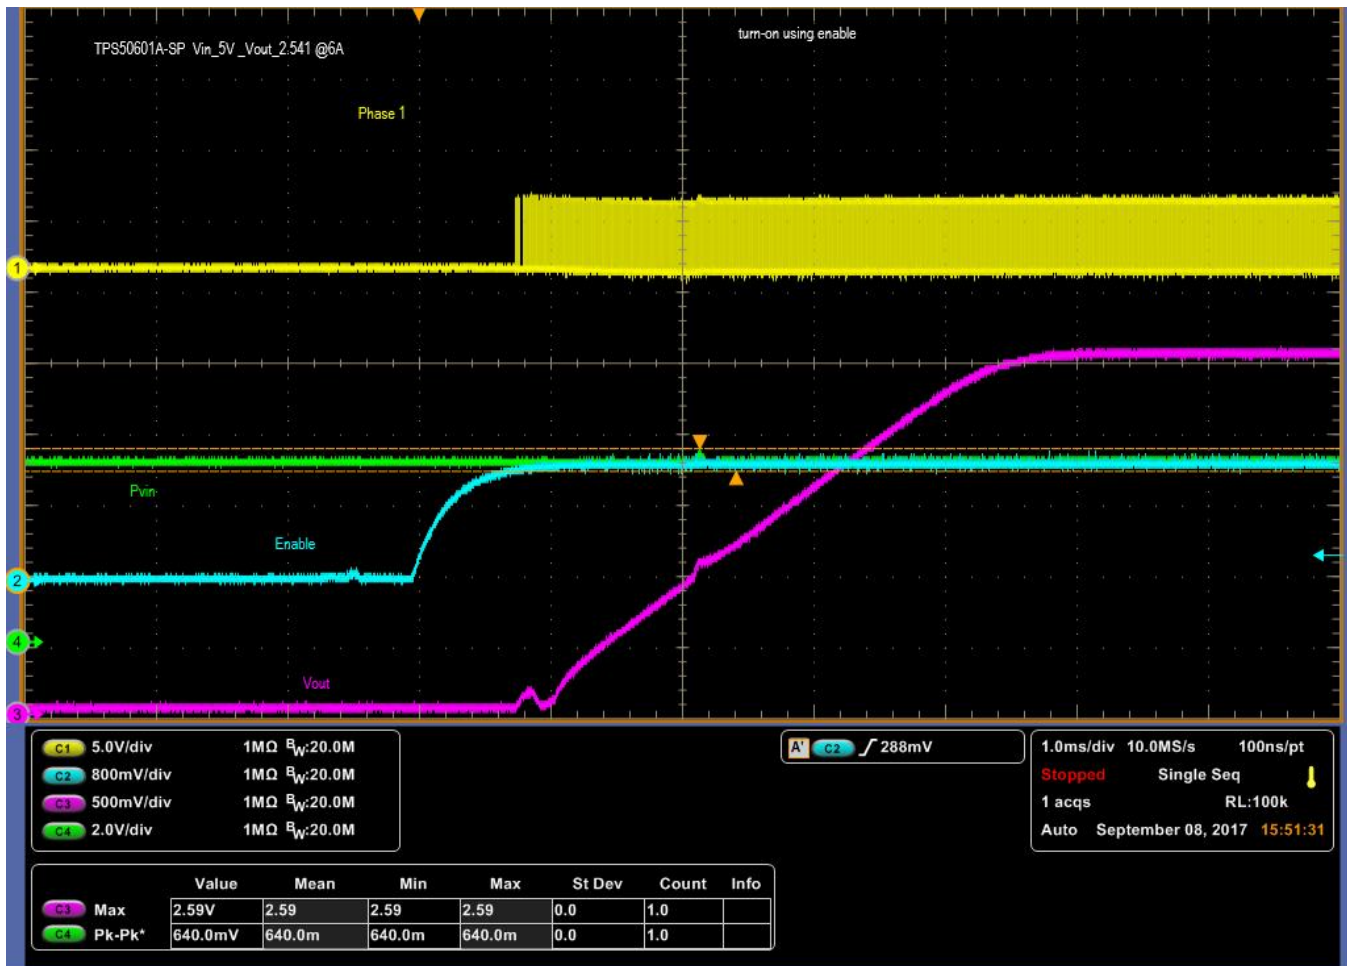 TPS50601A-SP Vin_5V _Vout_2.541 @6A
turn-on using enable
Phase 1
1
Pvin
Enable
2
4
Vout
3
C1 5.0V/div 1MΩ BW:20.0M
C2 800mV/div 1MΩ BW:20.0M
C3 500mV/div 1MΩ BW:20.0M
C4 2.0V/div 1MΩ BW:20.0M
A' C2 288mV
1.0ms/div 10.0MS/s 100ns/pt
Stopped Single Seq
1 acqs RL:100k
Auto September 08, 2017 15:51:31
Value Mean Min Max St Dev Count Info
C3 Max 2.59V 2.59 2.59 2.59 0.0 1.0
C4 Pk-Pk* 640.0mV 640.0m 640.0m 640.0m 0.0 1.0